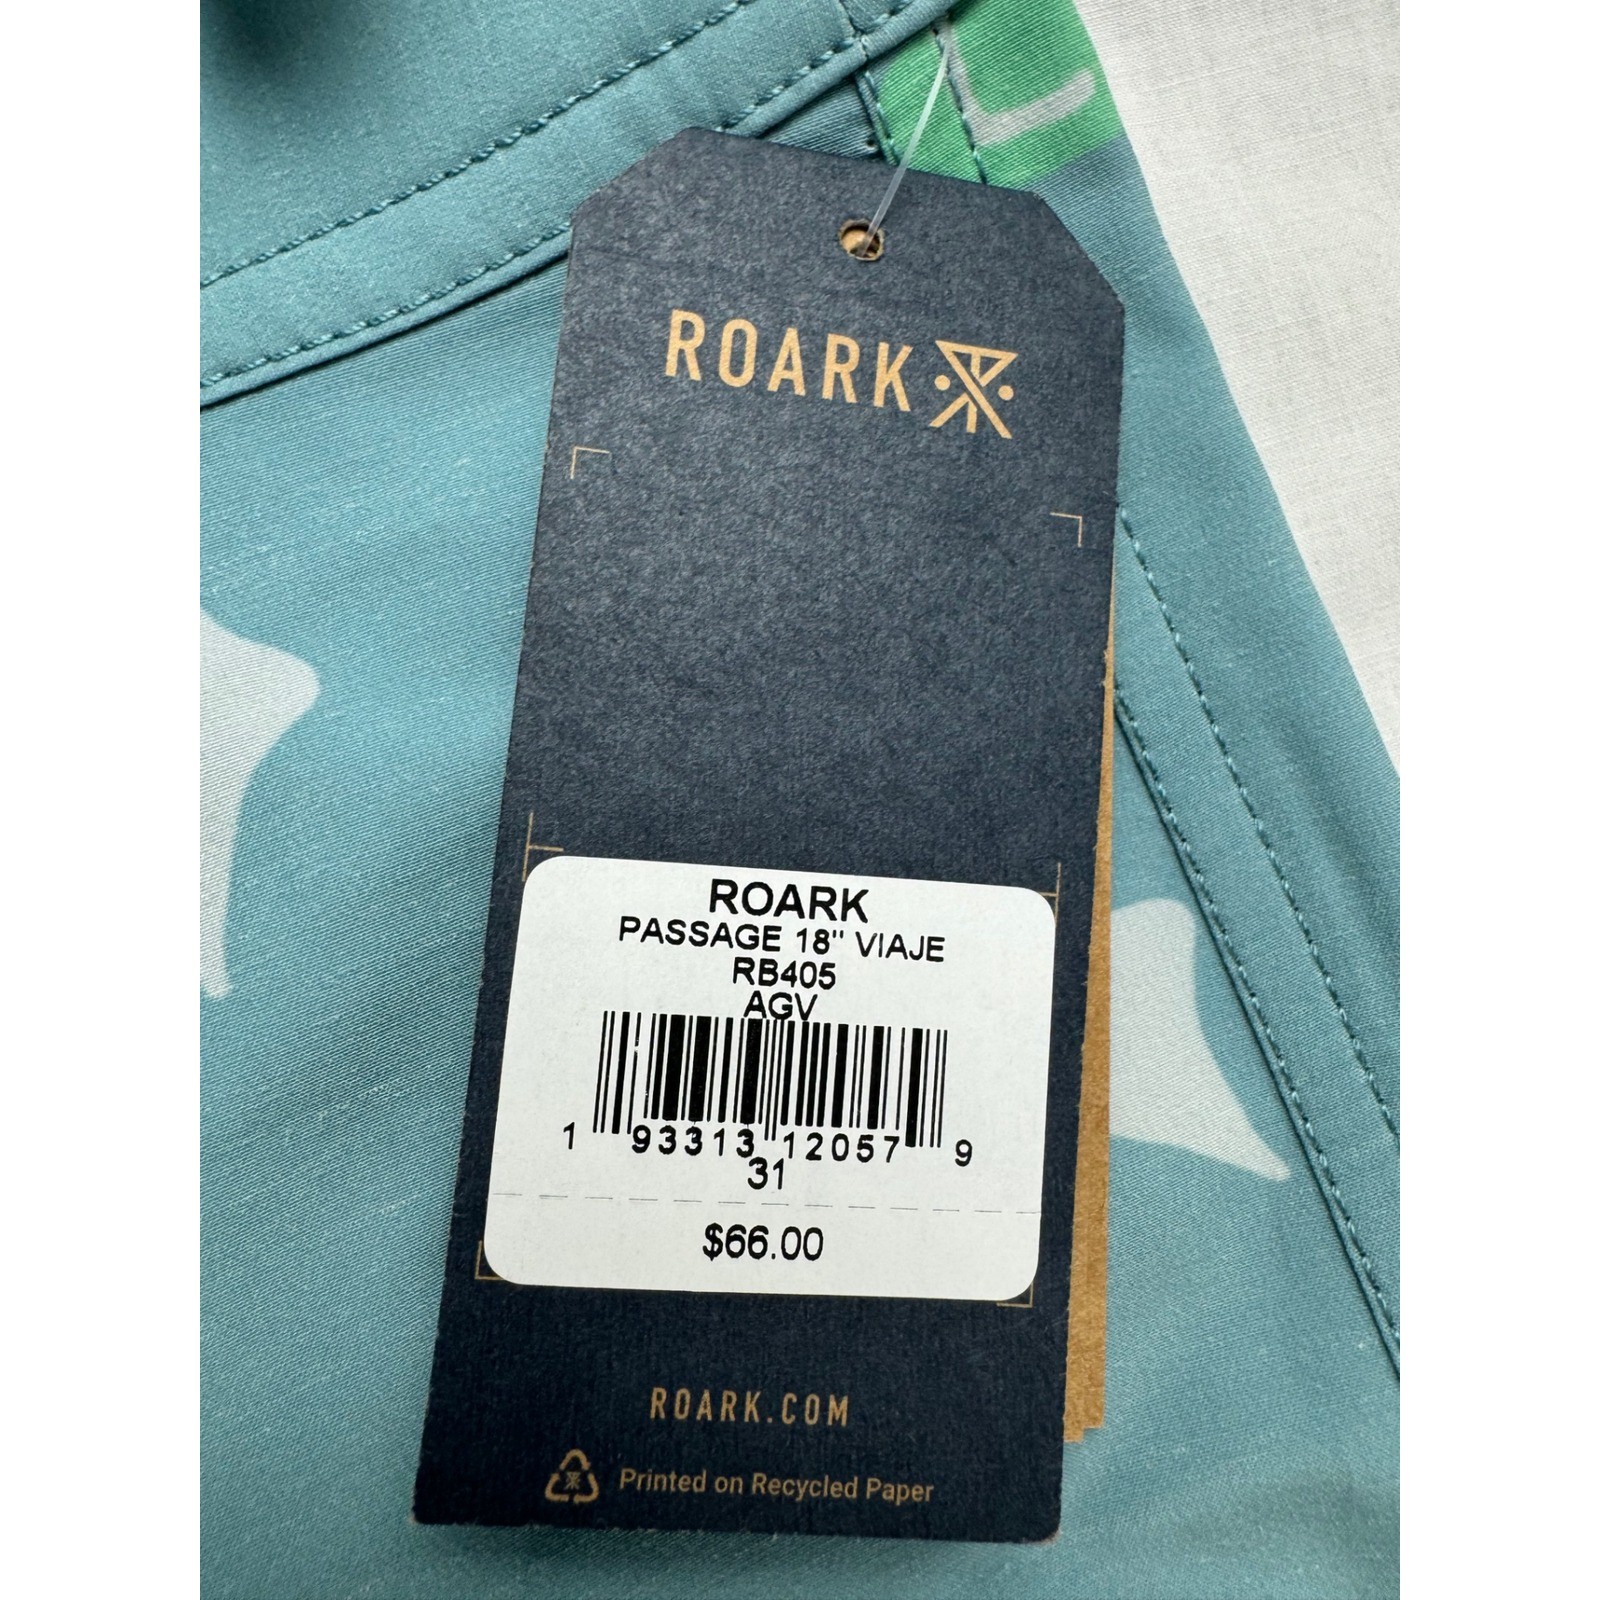 ROARK
ROARK
PASSAGE 18" VIAJE
RB405
AGV
1 93313 12057 9
31
$66.00
ROARK.COM
Printed on Recycled Paper